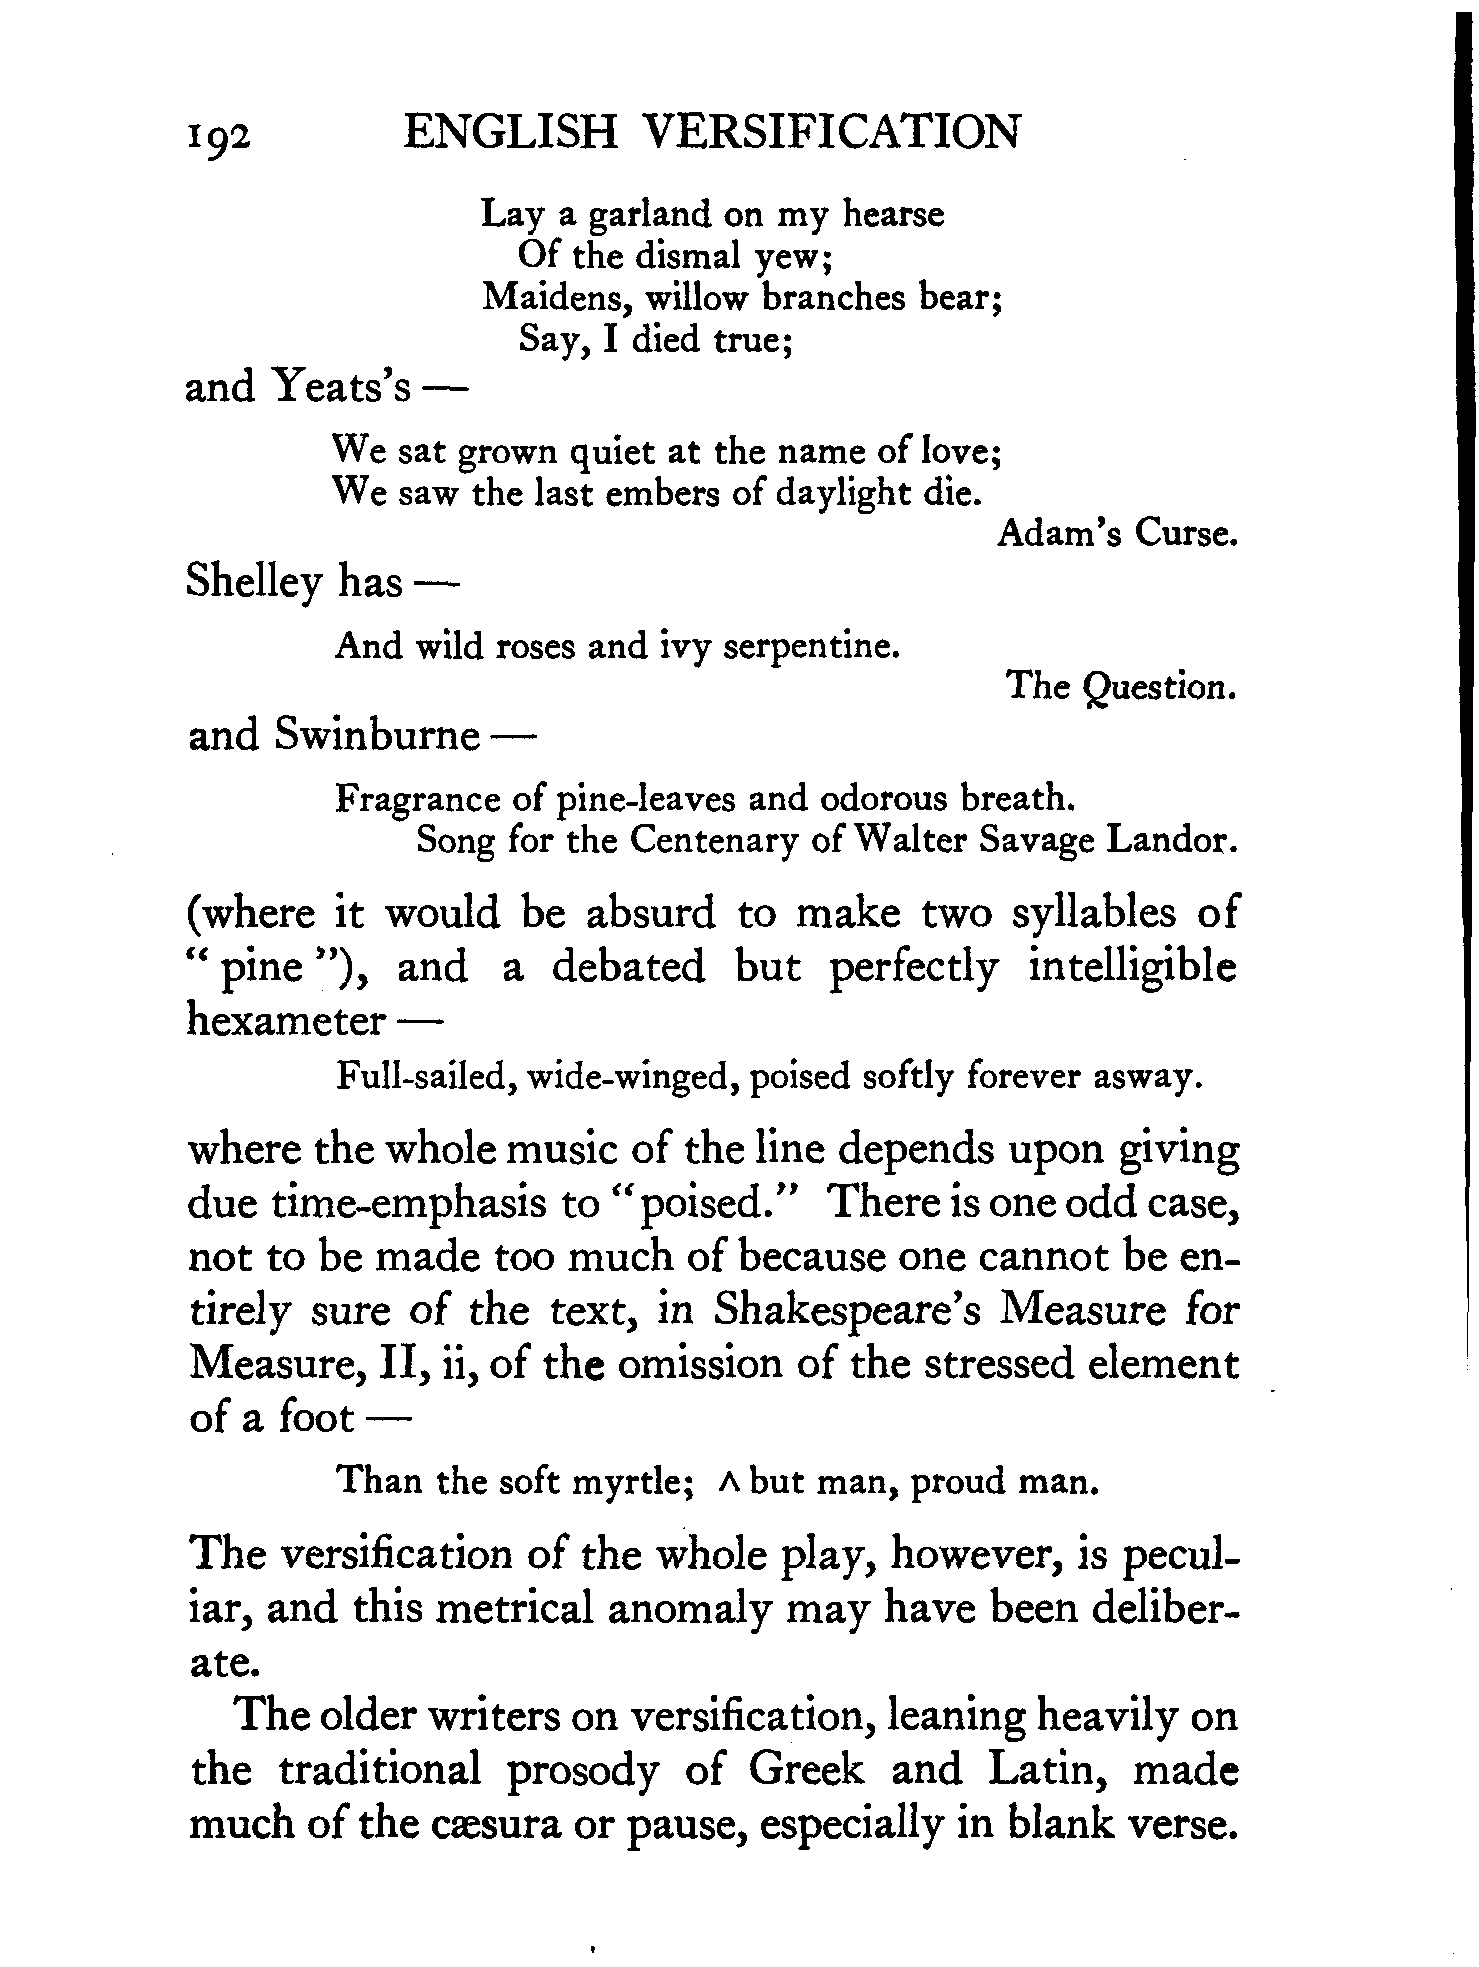 192 ENGLISH VERSIFICATION
Lay a garland on my hearse
Of the dismal yew;
Maidens, willow branches bear;
Say, I died true;
and Yeats's —
We sat grown quiet at the name of love;
We saw the last embers of daylight die.
Adam's Curse.
Shelley has —
And wild roses and ivy serpentine.
The Question.
and Swinburne —
Fragrance of pine-leaves and odorous breath.
Song for the Centenary of Walter Savage Landor.
(where it would be absurd to make two syllables of
“ pine ”), and a debated but perfectly intelligible
hexameter —
Full-sailed, wide-winged, poised softly forever asway.
where the whole music of the line depends upon giving
due time-emphasis to “poised.” There is one odd case,
not to be made too much of because one cannot be en-
tirely sure of the text, in Shakespeare's Measure for
Measure, II, ii, of the omission of the stressed element
of a foot —
Than the soft myrtle; ʌ but man, proud man.
The versification of the whole play, however, is pecul-
iar, and this metrical anomaly may have been deliber-
ate.
The older writers on versification, leaning heavily on
the traditional prosody of Greek and Latin, made
much of the cæsura or pause, especially in blank verse.